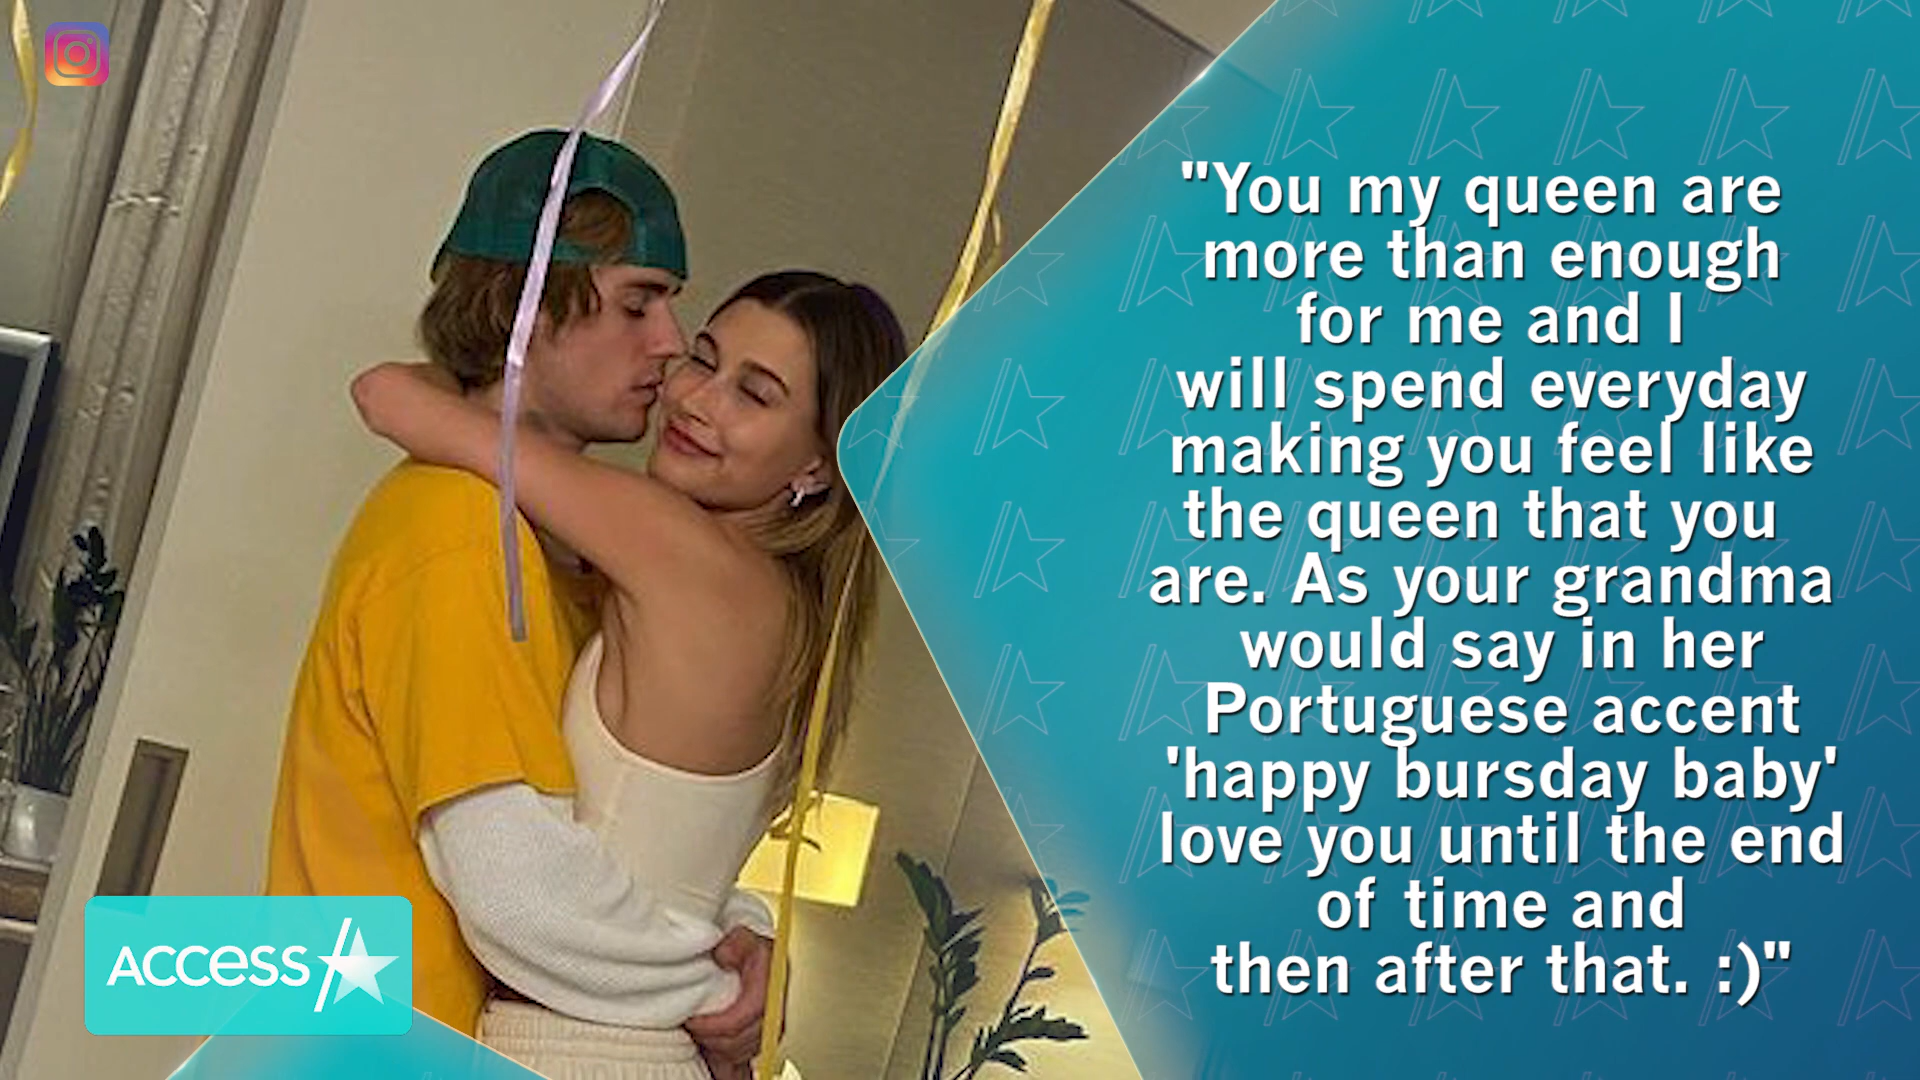 "You my queen are
more than enough
for me and I
will spend everyday
making you feel like
the queen that you
are. As your grandma
would say in her
Portuguese accent
'happy bursday baby'
love you until the end
of time and
then after that. :)"
ACCESS